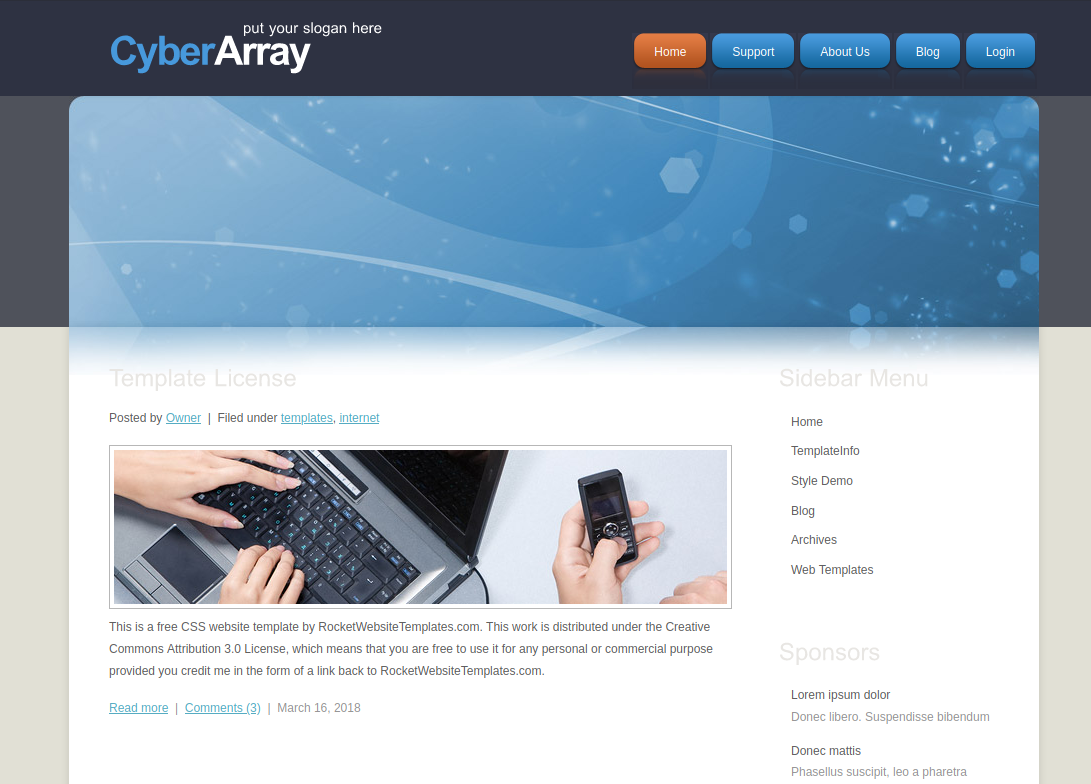 put your slogan here
CyberArray
Home Support About Us Blog Login
Template License
Posted by Owner | Filed under templates, internet
This is a free CSS website template by RocketWebsiteTemplates.com. This work is distributed under the Creative
Commons Attribution 3.0 License, which means that you are free to use it for any personal or commercial purpose
provided you credit me in the form of a link back to RocketWebsiteTemplates.com.
Read more | Comments (3) | March 16, 2018
Sidebar Menu
Home
TemplateInfo
Style Demo
Blog
Archives
Web Templates
Sponsors
Lorem ipsum dolor
Donec libero. Suspendisse bibendum
Donec mattis
Phasellus suscipit, leo a pharetra